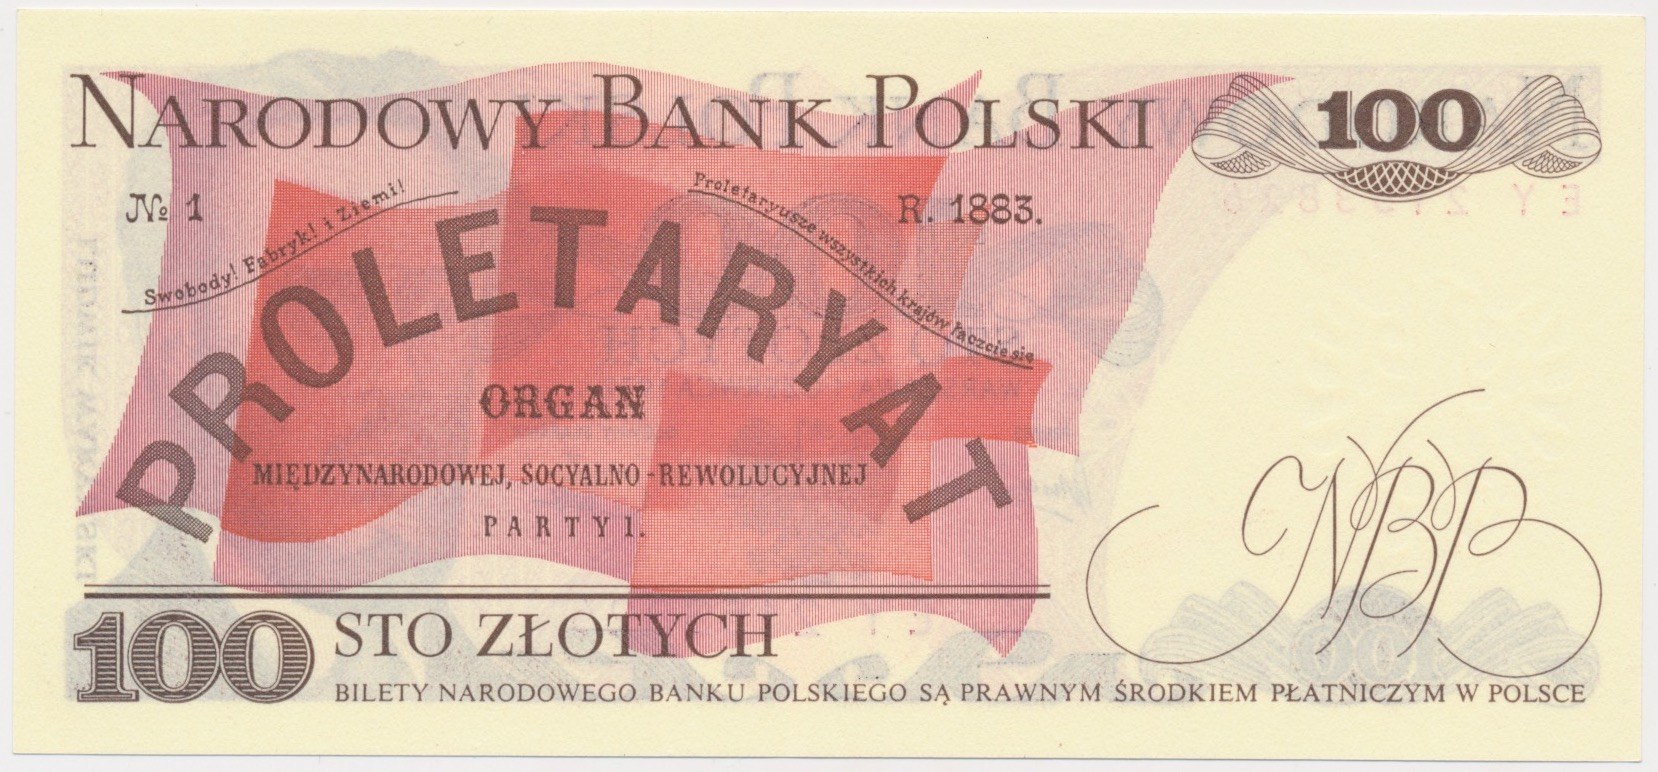 NARODOWY BANK POLSKI
100
№ 1
R. 1883.
Swobody! Fabryk! i Ziemi!
Proletaryusze wszystkich krajów łączcie się
PROLETARYAT
ORGAN
MIĘDZYNARODOWEJ, SOCYALNO-REWOLUCYJNEJ
PARTYI.
NBP
100 STO ZŁOTYCH
BILETY NARODOWEGO BANKU POLSKIEGO SĄ PRAWNYM ŚRODKIEM PŁATNICZYM W POLSCE